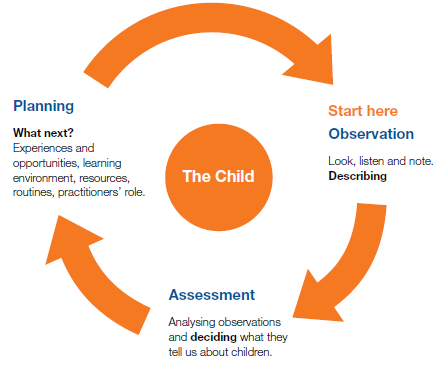 Planning
What next?
Experiences and
opportunities, learning
environment, resources,
routines, practitioners' role.
The Child
Start here
Observation
Look, listen and note.
Describing
Assessment
Analysing observations
and deciding what they
tell us about children.